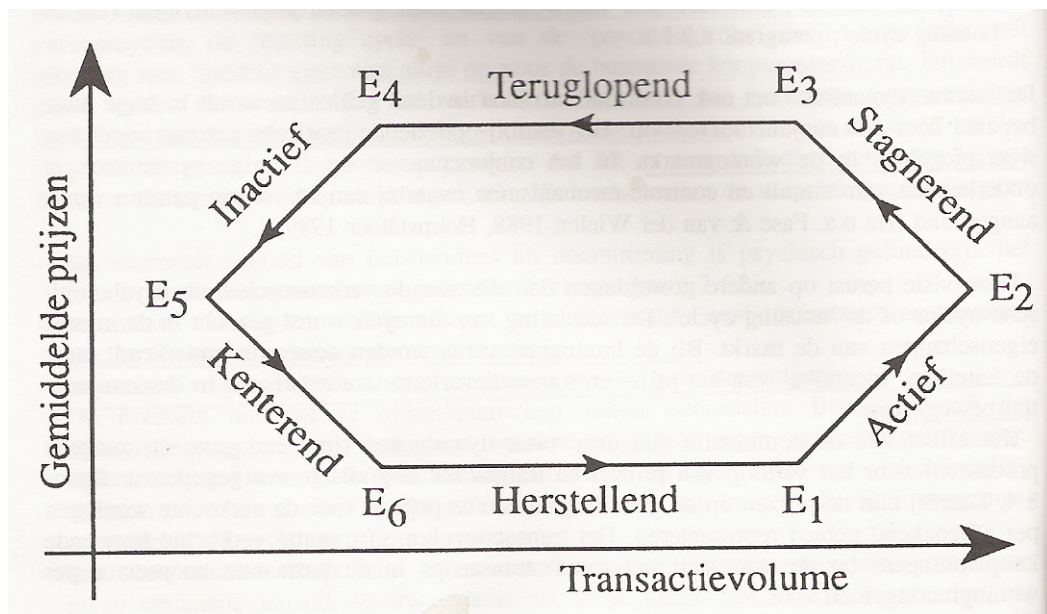 E4
Teruglopend
E3
Inactief
Stagnerend
Gemiddelde prijzen
E5
E2
Kenterend
Actief
E6
Herstellend
E1
Transactievolume